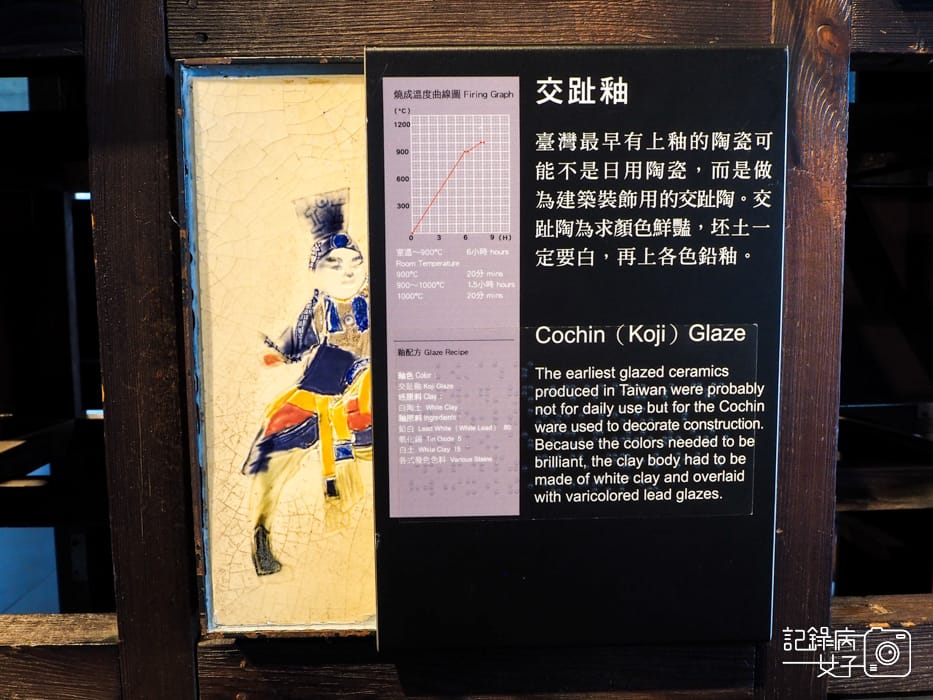 燒成溫度曲線圖 Firing Graph
(°C)
1200
900
600
300
0 3 6 9 (H)
室溫～900°C 6小時 hours
Room Temperature
900°C 20分 mins
900～1000°C 1.5小時 hours
1000°C 20分 mins
釉配方 Glaze Recipe
釉色 Color :
交趾釉 Koji Glaze
坯原料 Clay :
白陶土 White Clay
釉原料 Ingredients :
鉛白 Lead White (White Lead) 80
氧化錫 Tin Oxide 5
白土 White Clay 15
各式發色色料 Various Stains
交趾釉
臺灣最早有上釉的陶瓷可
能不是日用陶瓷，而是做
為建築裝飾用的交趾陶。交
趾陶為求顏色鮮豔，坯土一
定要白，再上各色鉛釉。
Cochin（Koji）Glaze
The earliest glazed ceramics
produced in Taiwan were probably
not for daily use but for the Cochin
ware used to decorate construction.
Because the colors needed to be
brilliant, the clay body had to be
made of white clay and overlaid
with varicolored lead glazes.
記錄病
女子